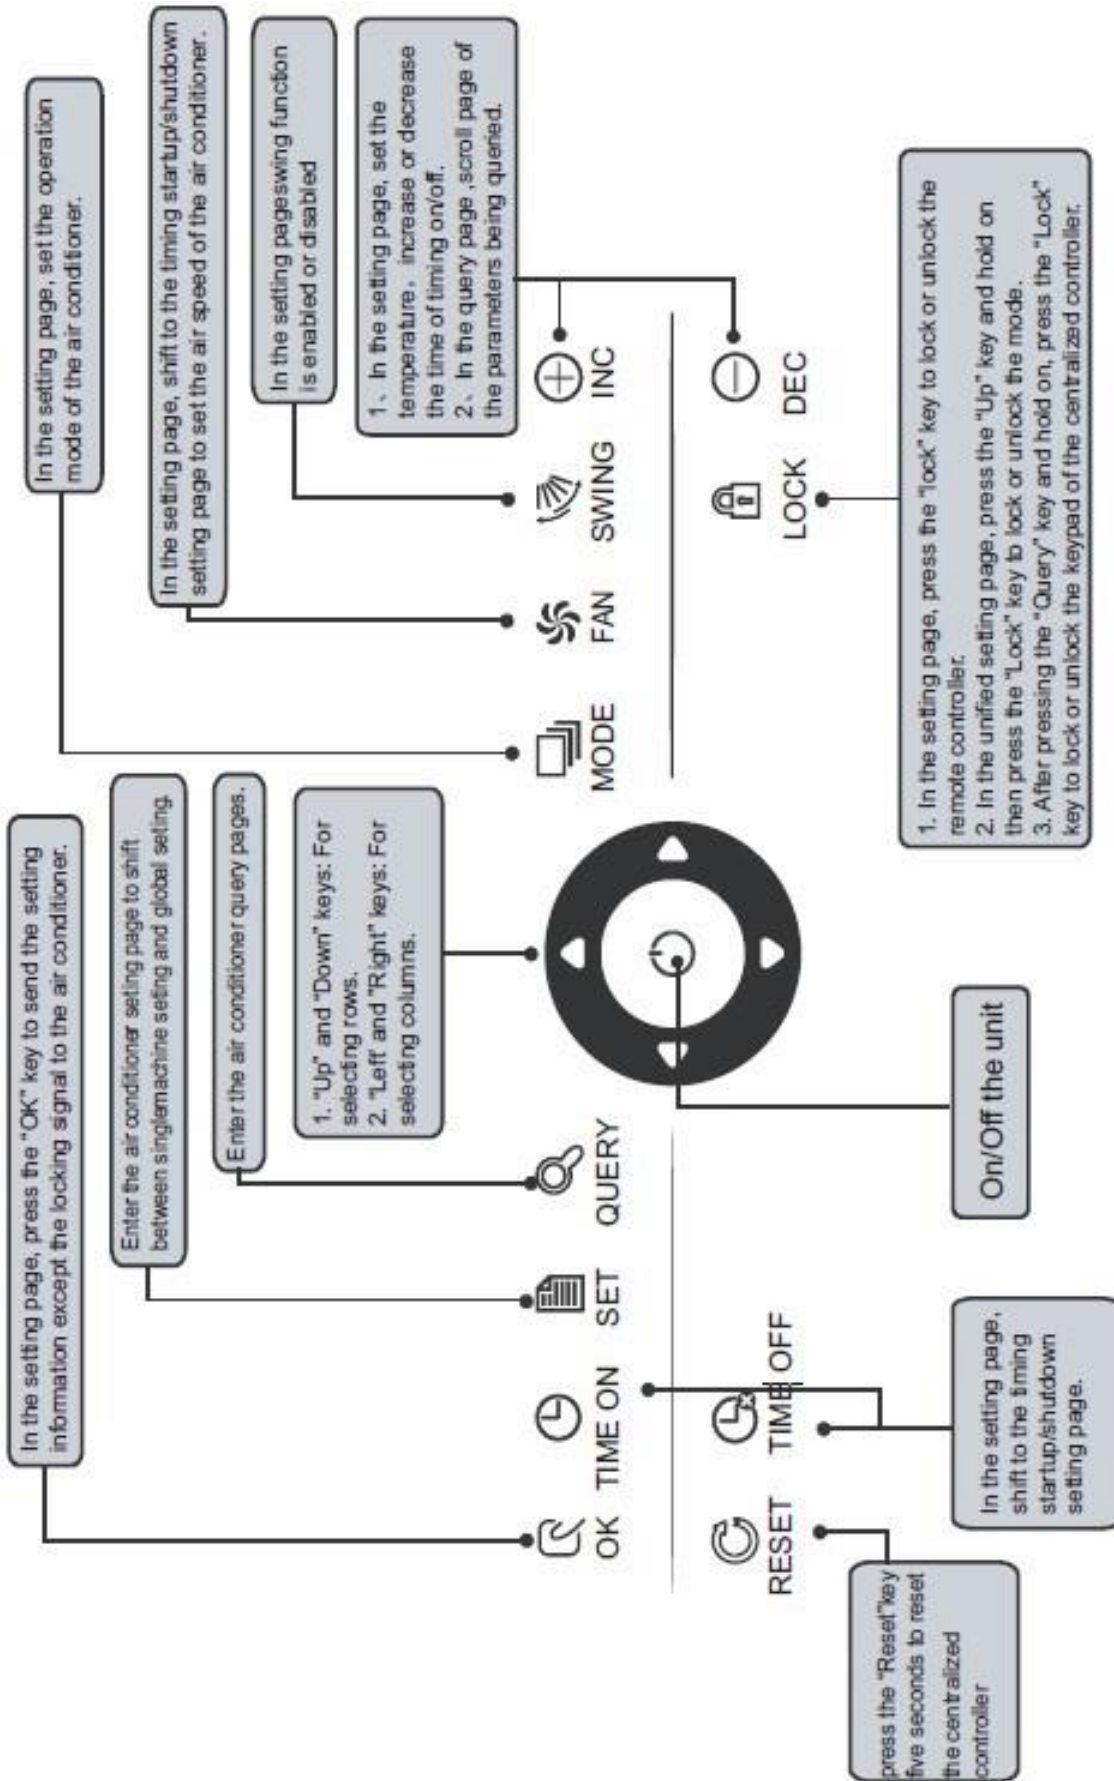 In the setting page, press the "OK" key to send the setting
information except the locking signal to the air conditioner.
Enter the air conditioner seting page to shift
between singlemachine seting and global seting.
Enter the air condition query pages.
1. "Up" and "Down" keys: For
selecting rows.
2. "Left" and "Right" keys: For
selecting columns.
In the setting page, set the operation
mode of the air conditioner.
In the setting page, shift to the timing startup/shutdown
setting page to set the air speed of the air conditioner.
In the setting pageswing function
is enabled or disabled
1、In the setting page, set the
temperature，increase or decrease
the time of timing on/off.
2、In the query page ,scroll page of
the parameters being queried.
OK
TIME ON
SET
QUERY
MODE
FAN
SWING
INC
RESET
TIME OFF
LOCK
DEC
press the "Reset"key
five seconds to reset
the centralized
controller
In the setting page,
shift to the timing
startup/shutdown
setting page.
On/Off the unit
1. In the setting page, press the "lock" key to lock or unlock the
remote controller.
2. In the unified setting page, press the "Up" key and hold on
then press the "Lock" key to lock or unlock the mode.
3. After pressing the "Query" key and hold on, press the "Lock"
key to lock or unlock the keypad of the centralized controller.